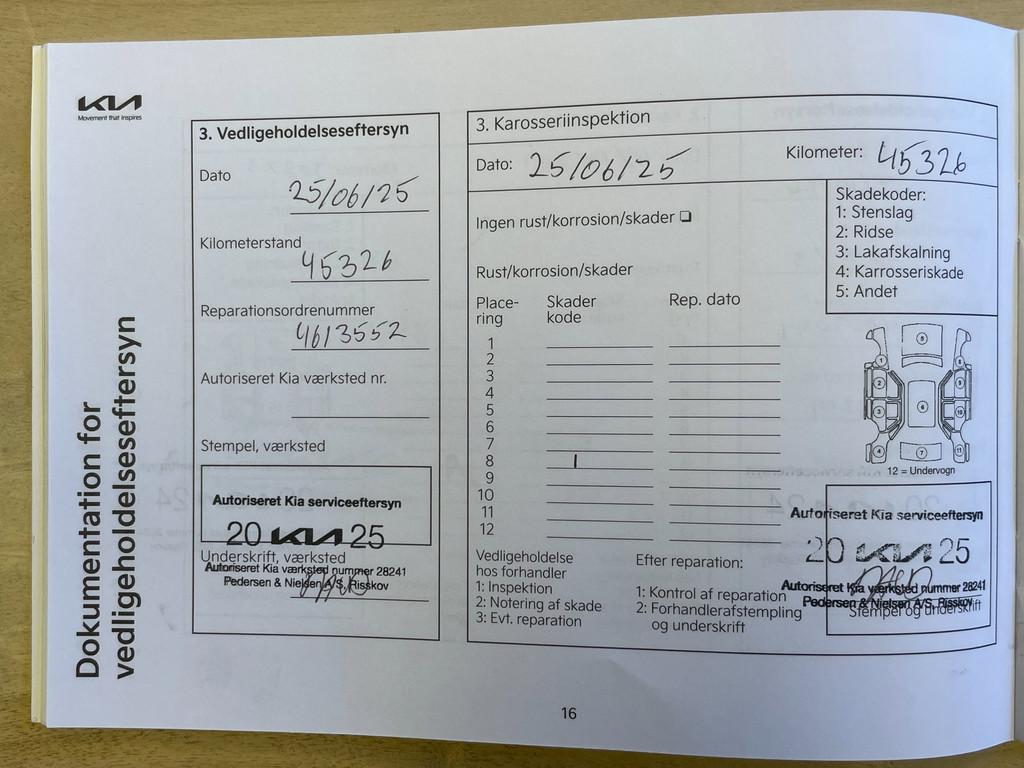 KIA
Movement that inspires
Dokumentation for
vedligeholdelseseftersyn
3. Vedligeholdelseseftersyn
Dato
25/06/25
Kilometerstand
45326
Reparationsordrenummer
4613552
Autoriseret Kia værksted nr.
Stempel, værksted
Autoriseret Kia serviceeftersyn
20 KIA 25
Underskrift, værksted
Autoriseret Kia værksted nummer 28241
Pedersen & Nielsen A/S, Risskov
3. Karosseriinspektion
Dato: 25/06/25 Kilometer: 45326
Ingen rust/korrosion/skader ❏
Skadekoder:
1: Stenslag
2: Ridse
3: Lakafskalning
4: Karrosseriskade
5: Andet
Rust/korrosion/skader
Place-
ring
Skader
kode
Rep. dato
1
2
3
4
5
6
7
8 1
9
10
11
12
12 = Undervogn
Vedligeholdelse
hos forhandler
1: Inspektion
2: Notering af skade
3: Evt. reparation
Efter reparation:
1: Kontrol af reparation
2: Forhandlerafstempling
og underskrift
Autoriseret Kia serviceeftersyn
20 KIA 25
Autoriseret Kia værksted nummer 28241
Pedersen & Nielsen A/S, Risskov
Stempel og underskrift
16